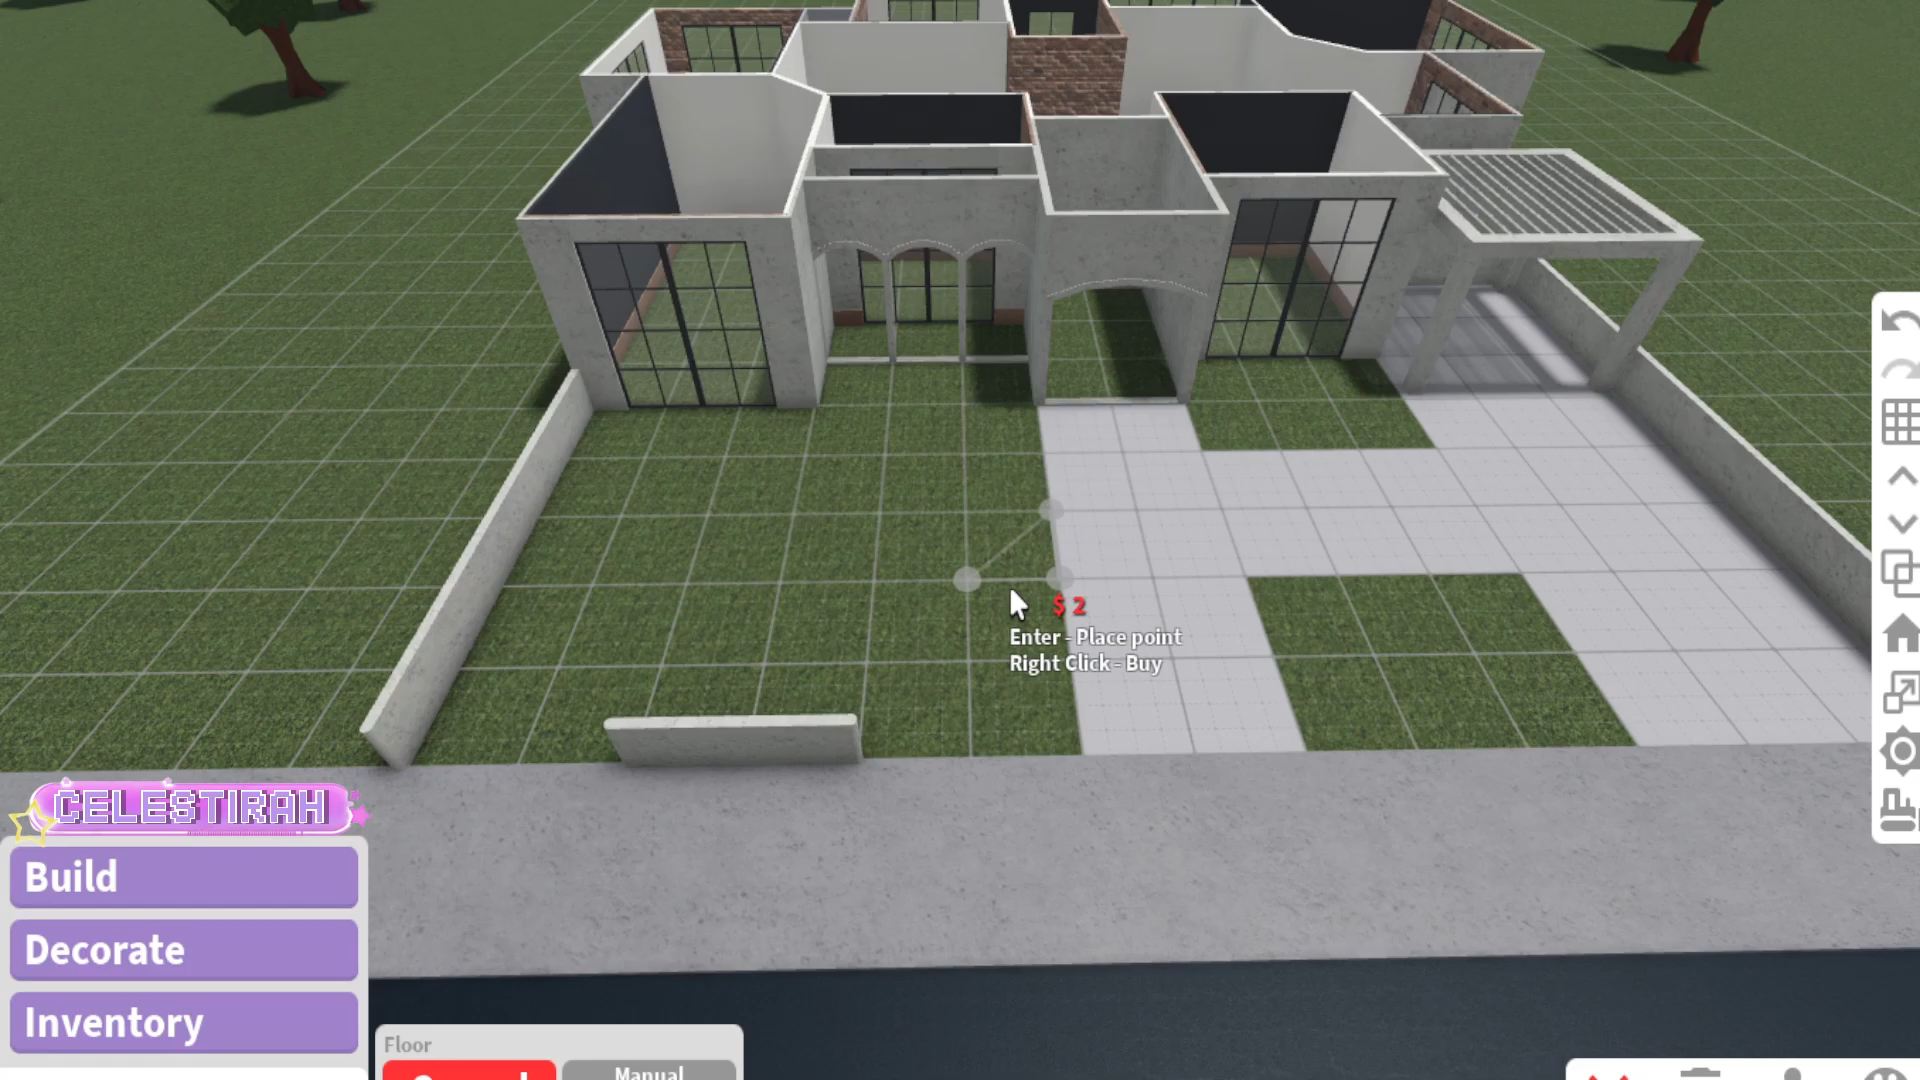 $ 2
Enter - Place point
Right Click - Buy
CELESTIRAH
Build
Decorate
Inventory
Floor
Manual